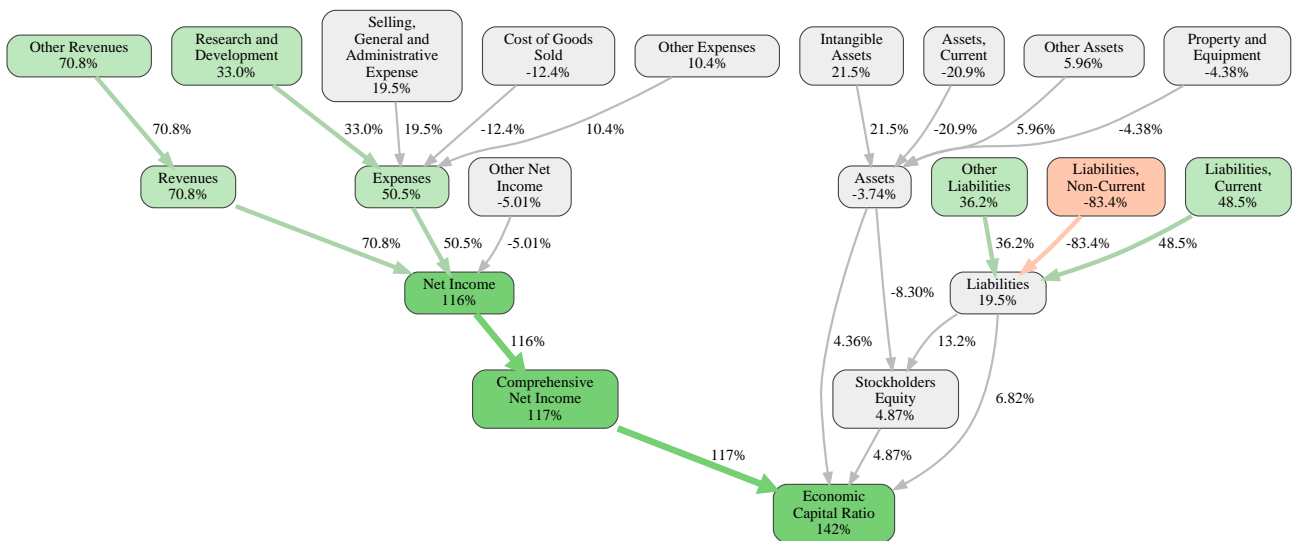 Other Revenues
70.8%
Research and
Development
33.0%
Selling,
General and
Administrative
Expense
19.5%
Cost of Goods
Sold
-12.4%
Other Expenses
10.4%
Intangible
Assets
21.5%
Assets,
Current
-20.9%
Other Assets
5.96%
Property and
Equipment
-4.38%
70.8%
33.0%
19.5%
-12.4%
10.4%
21.5%
-20.9%
5.96%
-4.38%
Revenues
70.8%
Expenses
50.5%
Other Net
Income
-5.01%
Assets
-3.74%
Other
Liabilities
36.2%
Liabilities,
Non-Current
-83.4%
Liabilities,
Current
48.5%
70.8%
50.5%
-5.01%
36.2%
-83.4%
48.5%
Net Income
116%
Liabilities
19.5%
-8.30%
116%
4.36%
13.2%
6.82%
Comprehensive
Net Income
117%
Stockholders
Equity
4.87%
117%
4.87%
Economic
Capital Ratio
142%